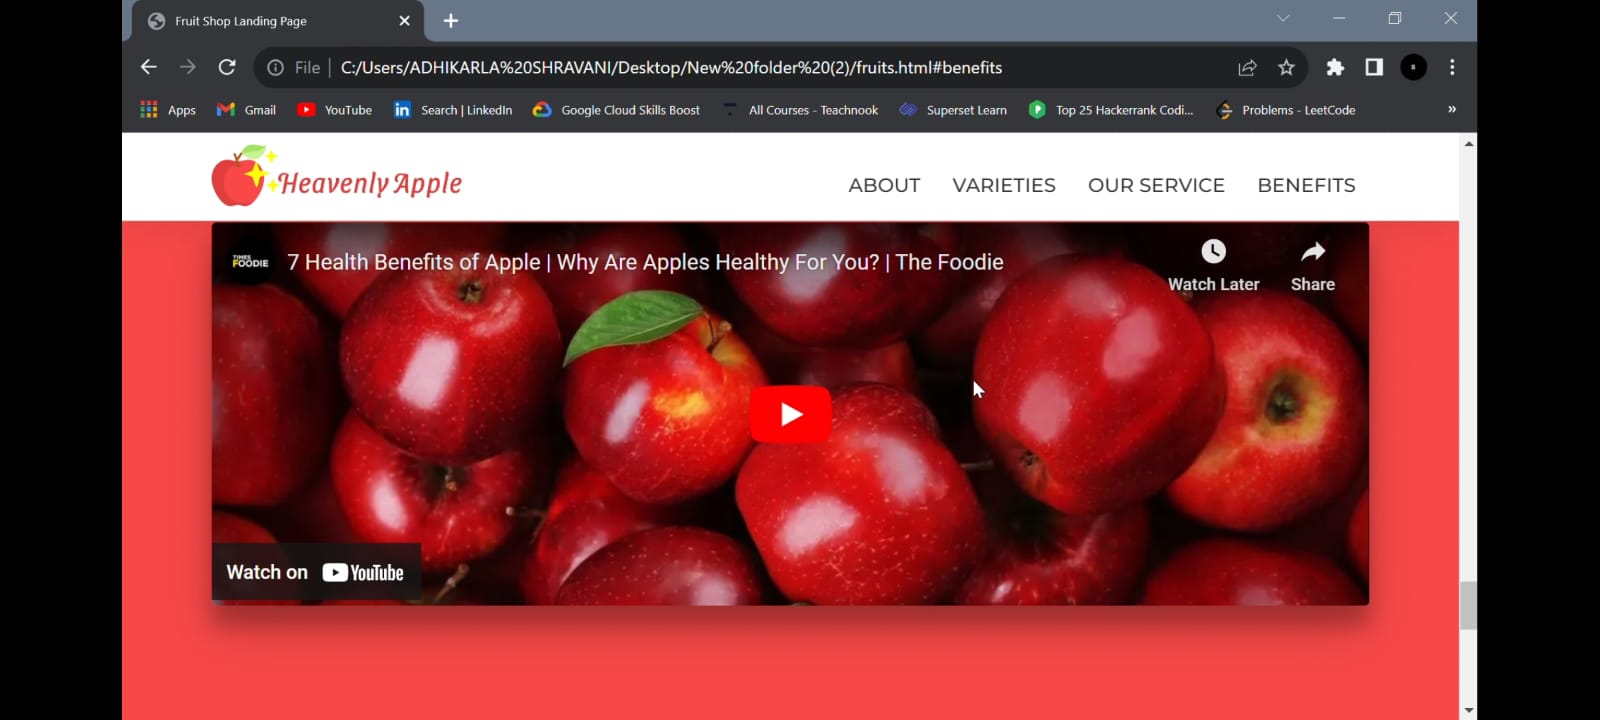 Fruit Shop Landing Page
File C:/Users/ADHIKARLA%20SHRAVANI/Desktop/New%20folder%20(2)/fruits.html#benefits
Apps Gmail YouTube Search | LinkedIn Google Cloud Skills Boost All Courses - Teachnook Superset Learn Top 25 Hackerrank Codi... Problems - LeetCode »
Heavenly Apple ABOUT VARIETIES OUR SERVICE BENEFITS
TIMES
FOODIE
7 Health Benefits of Apple | Why Are Apples Healthy For You? | The Foodie
Watch Later Share
Watch on YouTube